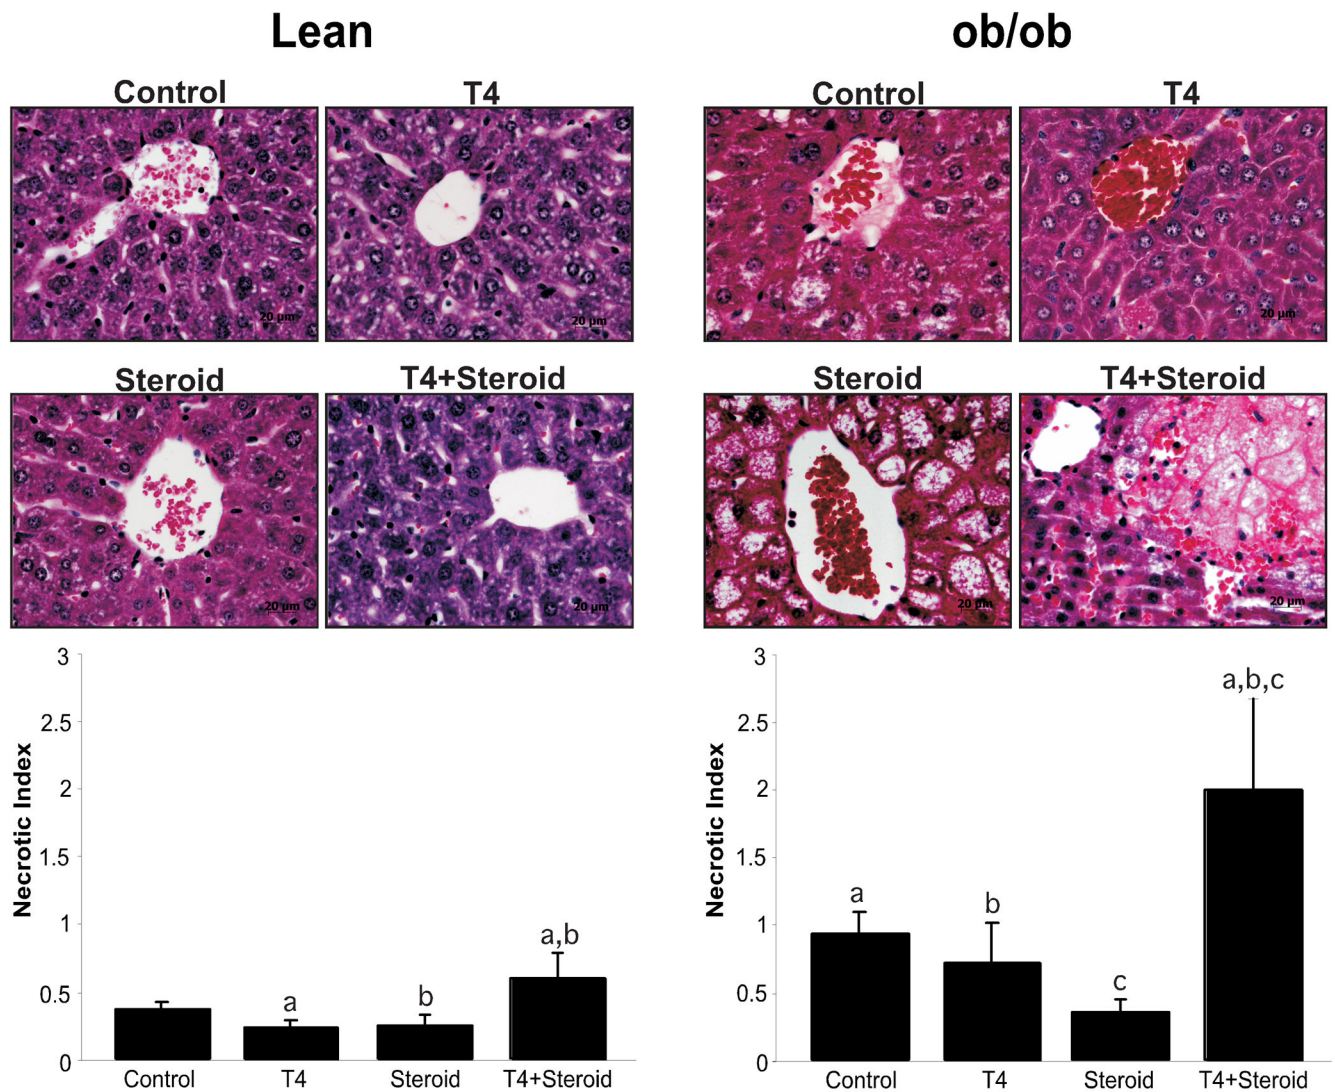 Lean ob/ob
Control T4 Control T4
20 µm 20 µm 20 µm 20 µm
Steroid T4+Steroid Steroid T4+Steroid
20 µm 20 µm 20 µm 20 µm
Necrotic Index
3
2.5
2
1.5
1
0.5
0
a
b
a,b
Control T4 Steroid T4+Steroid
Necrotic Index
3
2.5
2
1.5
1
0.5
0
a
b
c
a,b,c
Control T4 Steroid T4+Steroid